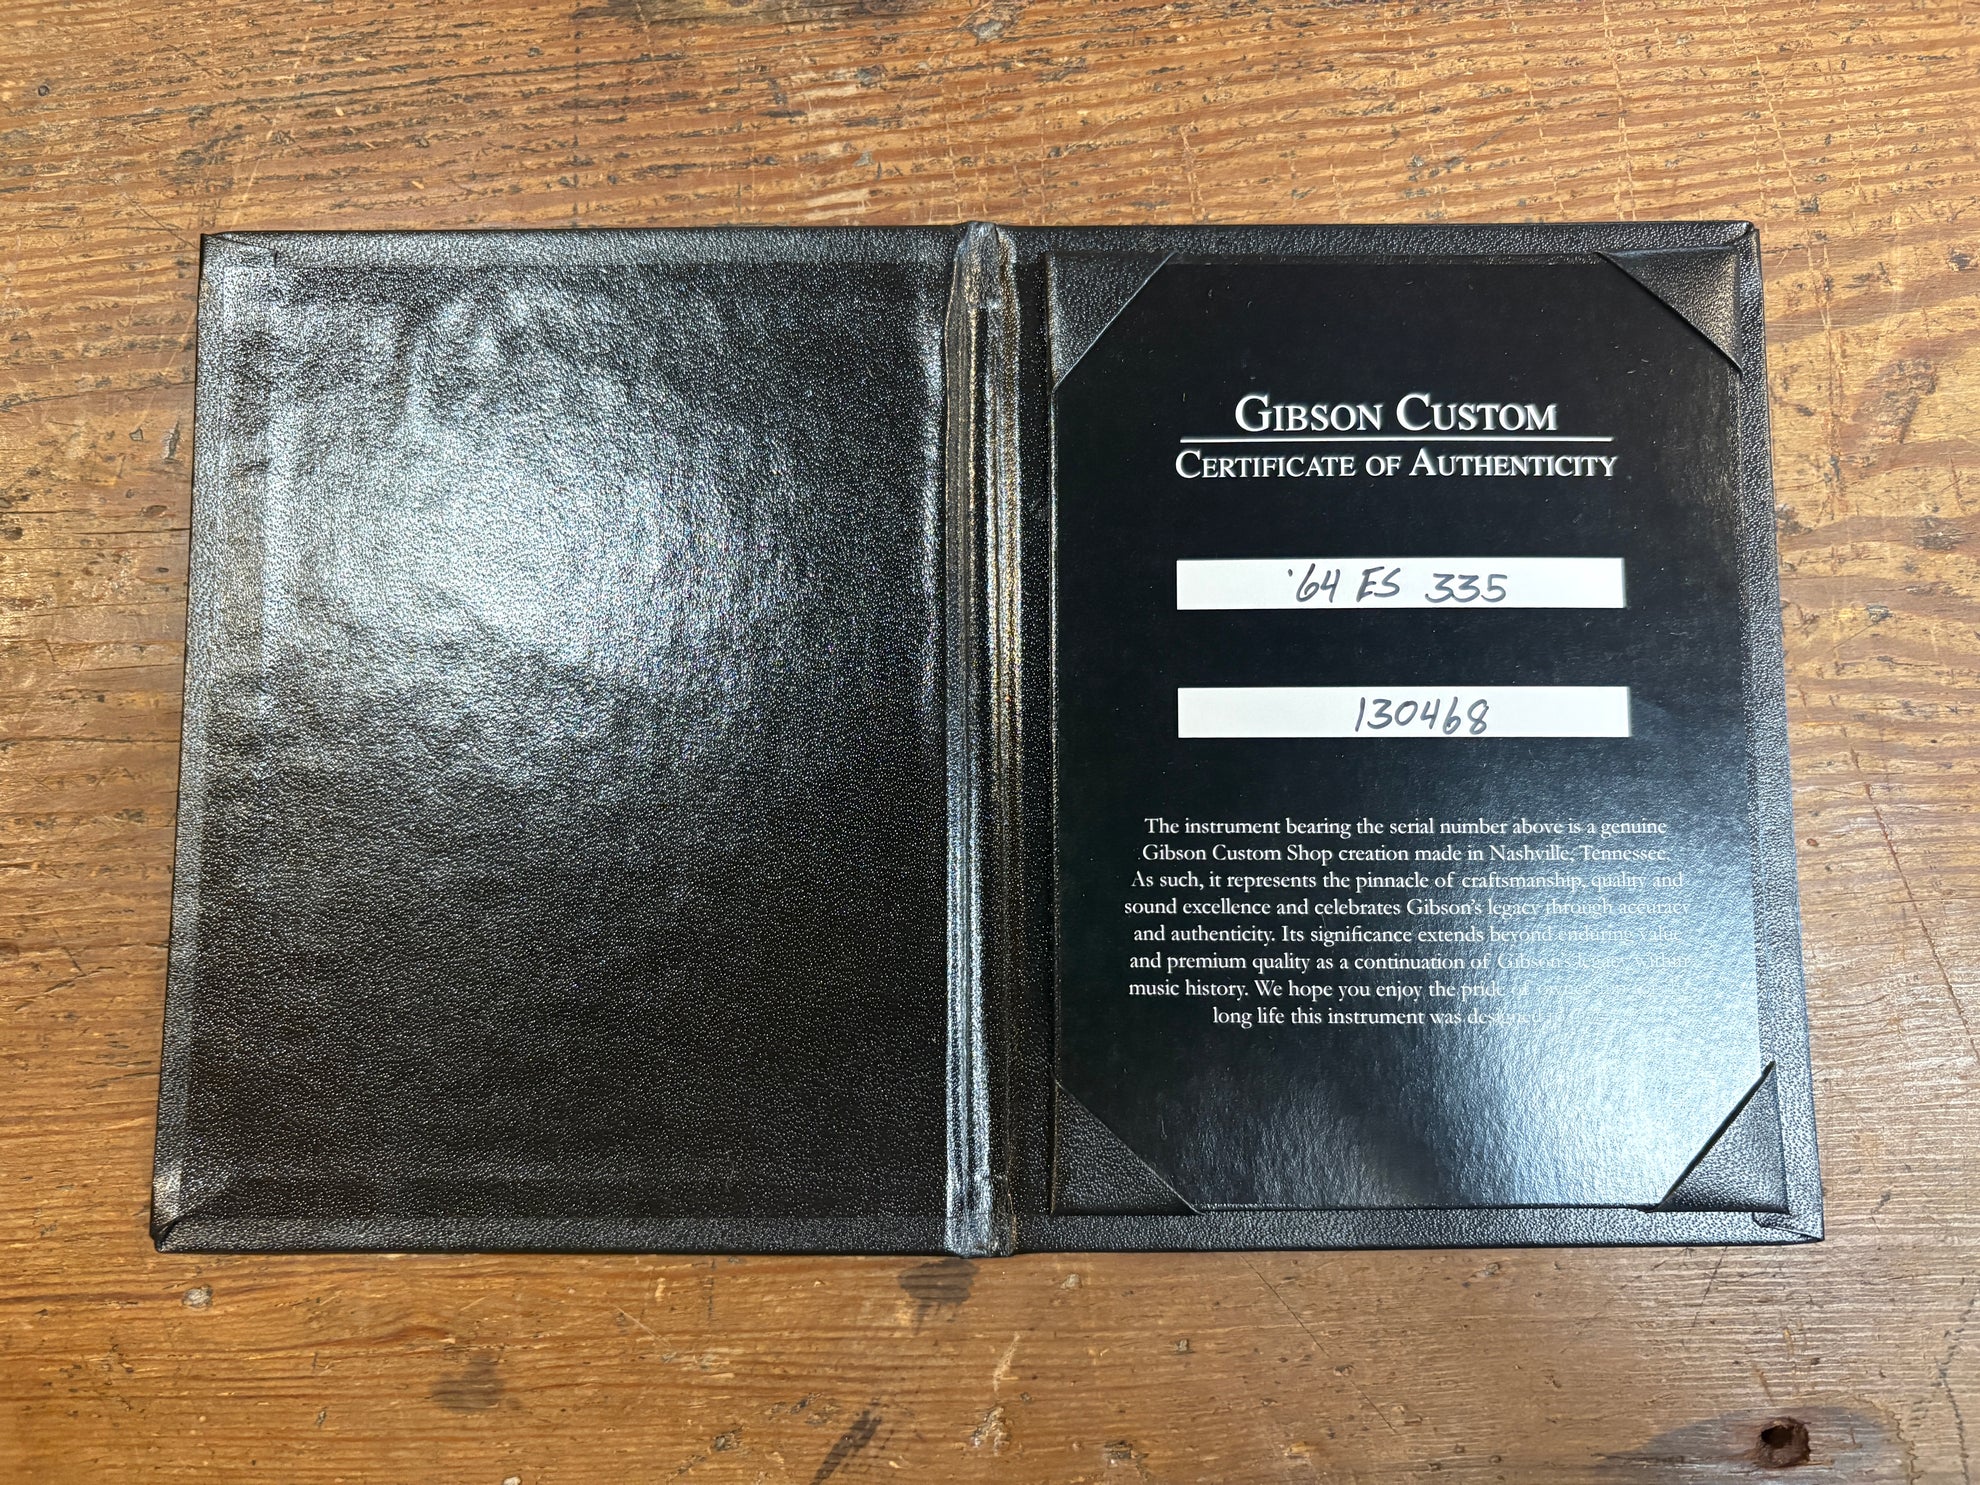 GIBSON CUSTOM
CERTIFICATE OF AUTHENTICITY
'64 ES 335
130468
The instrument bearing the serial number above is a genuine
Gibson Custom Shop creation made in Nashville, Tennessee.
As such, it represents the pinnacle of craftsmanship, quality and
sound excellence and celebrates Gibson's legacy through accuracy
and authenticity. Its significance extends beyond enduring value
and premium quality as a continuation of Gibson's legacy within
music history. We hope you enjoy the pride of
long life this instrument was designed